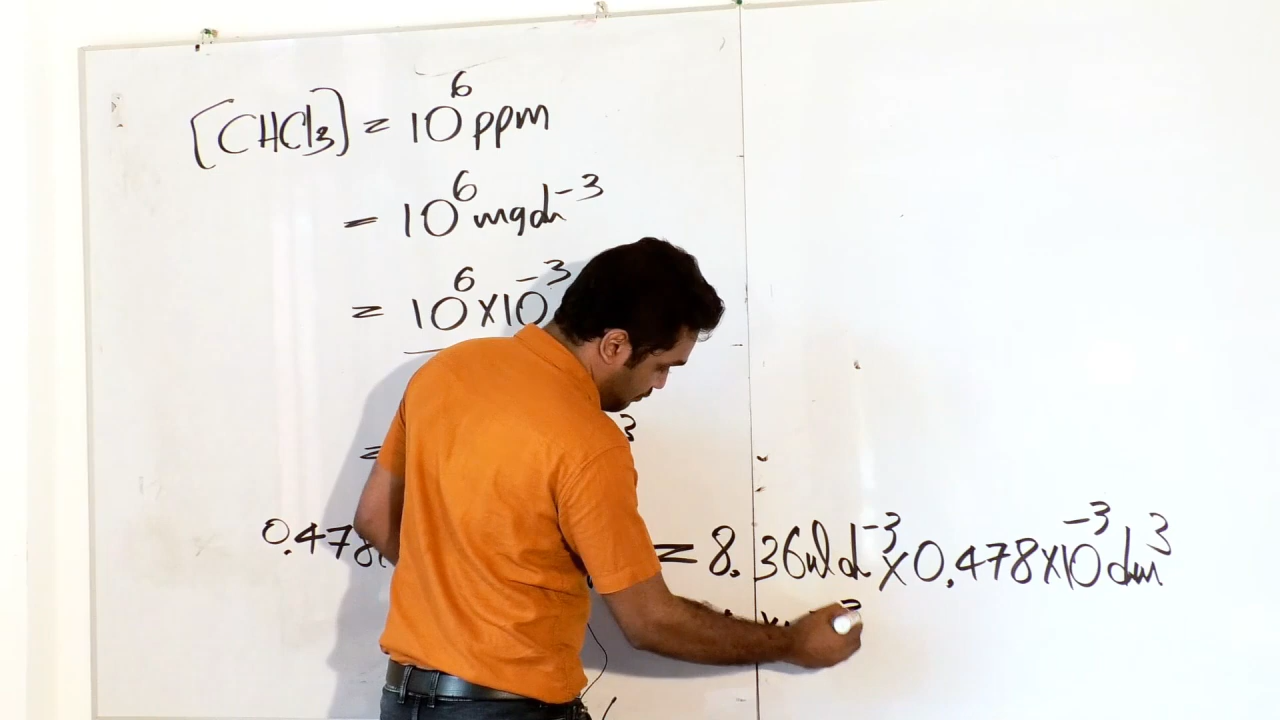 [CHCl₃] = 10⁶ ppm
= 10⁶ mgdm⁻³
= 10⁶ × 10⁻³
= 3
0.478 = 8.36 mol dm⁻³ × 0.478 × 10⁻³ dm³
×